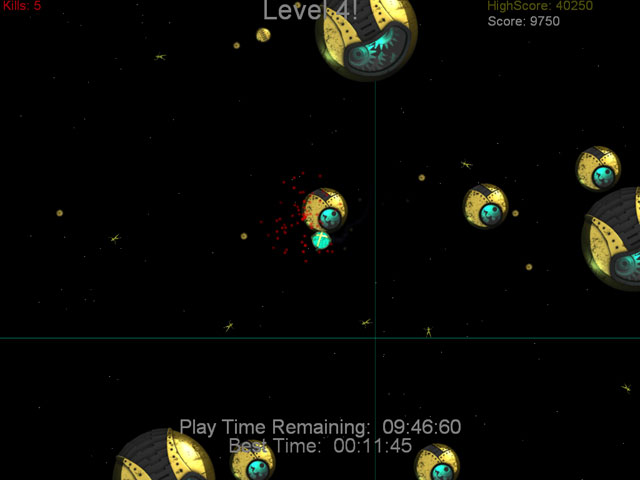 Kills: 5
Level 4!
HighScore: 40250
Score: 9750
Play Time Remaining:  09:46:60
Best Time:  00:11:45